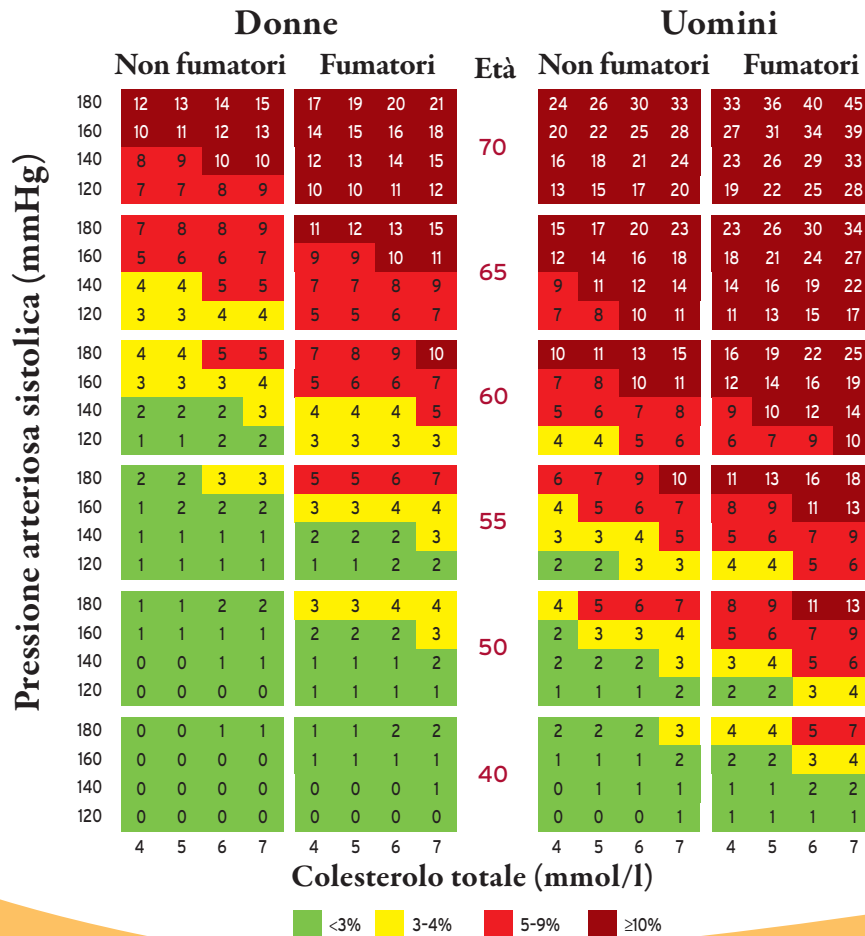 Donne Uomini
Non fumatori Fumatori Età Non fumatori Fumatori
Pressione arteriosa sistolica (mmHg)
180 12 13 14 15 17 19 20 21 24 26 30 33 33 36 40 45
160 10 11 12 13 14 15 16 18 20 22 25 28 27 31 34 39
70
140 8 9 10 10 12 13 14 15 16 18 21 24 23 26 29 33
120 7 7 8 9 10 10 11 12 13 15 17 20 19 22 25 28
180 7 8 8 9 11 12 13 15 15 17 20 23 23 26 30 34
160 5 6 6 7 9 9 10 11 12 14 16 18 18 21 24 27
65
140 4 4 5 5 7 7 8 9 9 11 12 14 14 16 19 22
120 3 3 4 4 5 5 6 7 7 8 10 11 11 13 15 17
180 4 4 5 5 7 8 9 10 10 11 13 15 16 19 22 25
160 3 3 3 4 5 6 6 7 7 8 10 11 12 14 16 19
60
140 2 2 2 3 4 4 4 5 5 6 7 8 9 10 12 14
120 1 1 2 2 3 3 3 3 4 4 5 6 6 7 9 10
180 2 2 3 3 5 5 6 7 6 7 9 10 11 13 16 18
160 1 2 2 2 3 3 4 4 4 5 6 7 8 9 11 13
55
140 1 1 1 1 2 2 2 3 3 3 4 5 5 6 7 9
120 1 1 1 1 1 1 2 2 2 2 3 3 4 4 5 6
180 1 1 2 2 3 3 4 4 4 5 6 7 8 9 11 13
160 1 1 1 1 2 2 2 3 2 3 3 4 5 6 7 9
50
140 0 0 1 1 1 1 1 2 2 2 2 3 3 4 5 6
120 0 0 0 0 1 1 1 1 1 1 1 2 2 2 3 4
180 0 0 1 1 1 1 2 2 2 2 2 3 4 4 5 7
160 0 0 0 0 1 1 1 1 1 1 1 2 2 2 3 4
40
140 0 0 0 0 0 0 0 1 0 1 1 1 1 1 2 2
120 0 0 0 0 0 0 0 0 0 0 0 1 1 1 1 1
4 5 6 7 4 5 6 7 4 5 6 7 4 5 6 7
Colesterolo totale (mmol/l)
<3% 3-4% 5-9% ≥10%